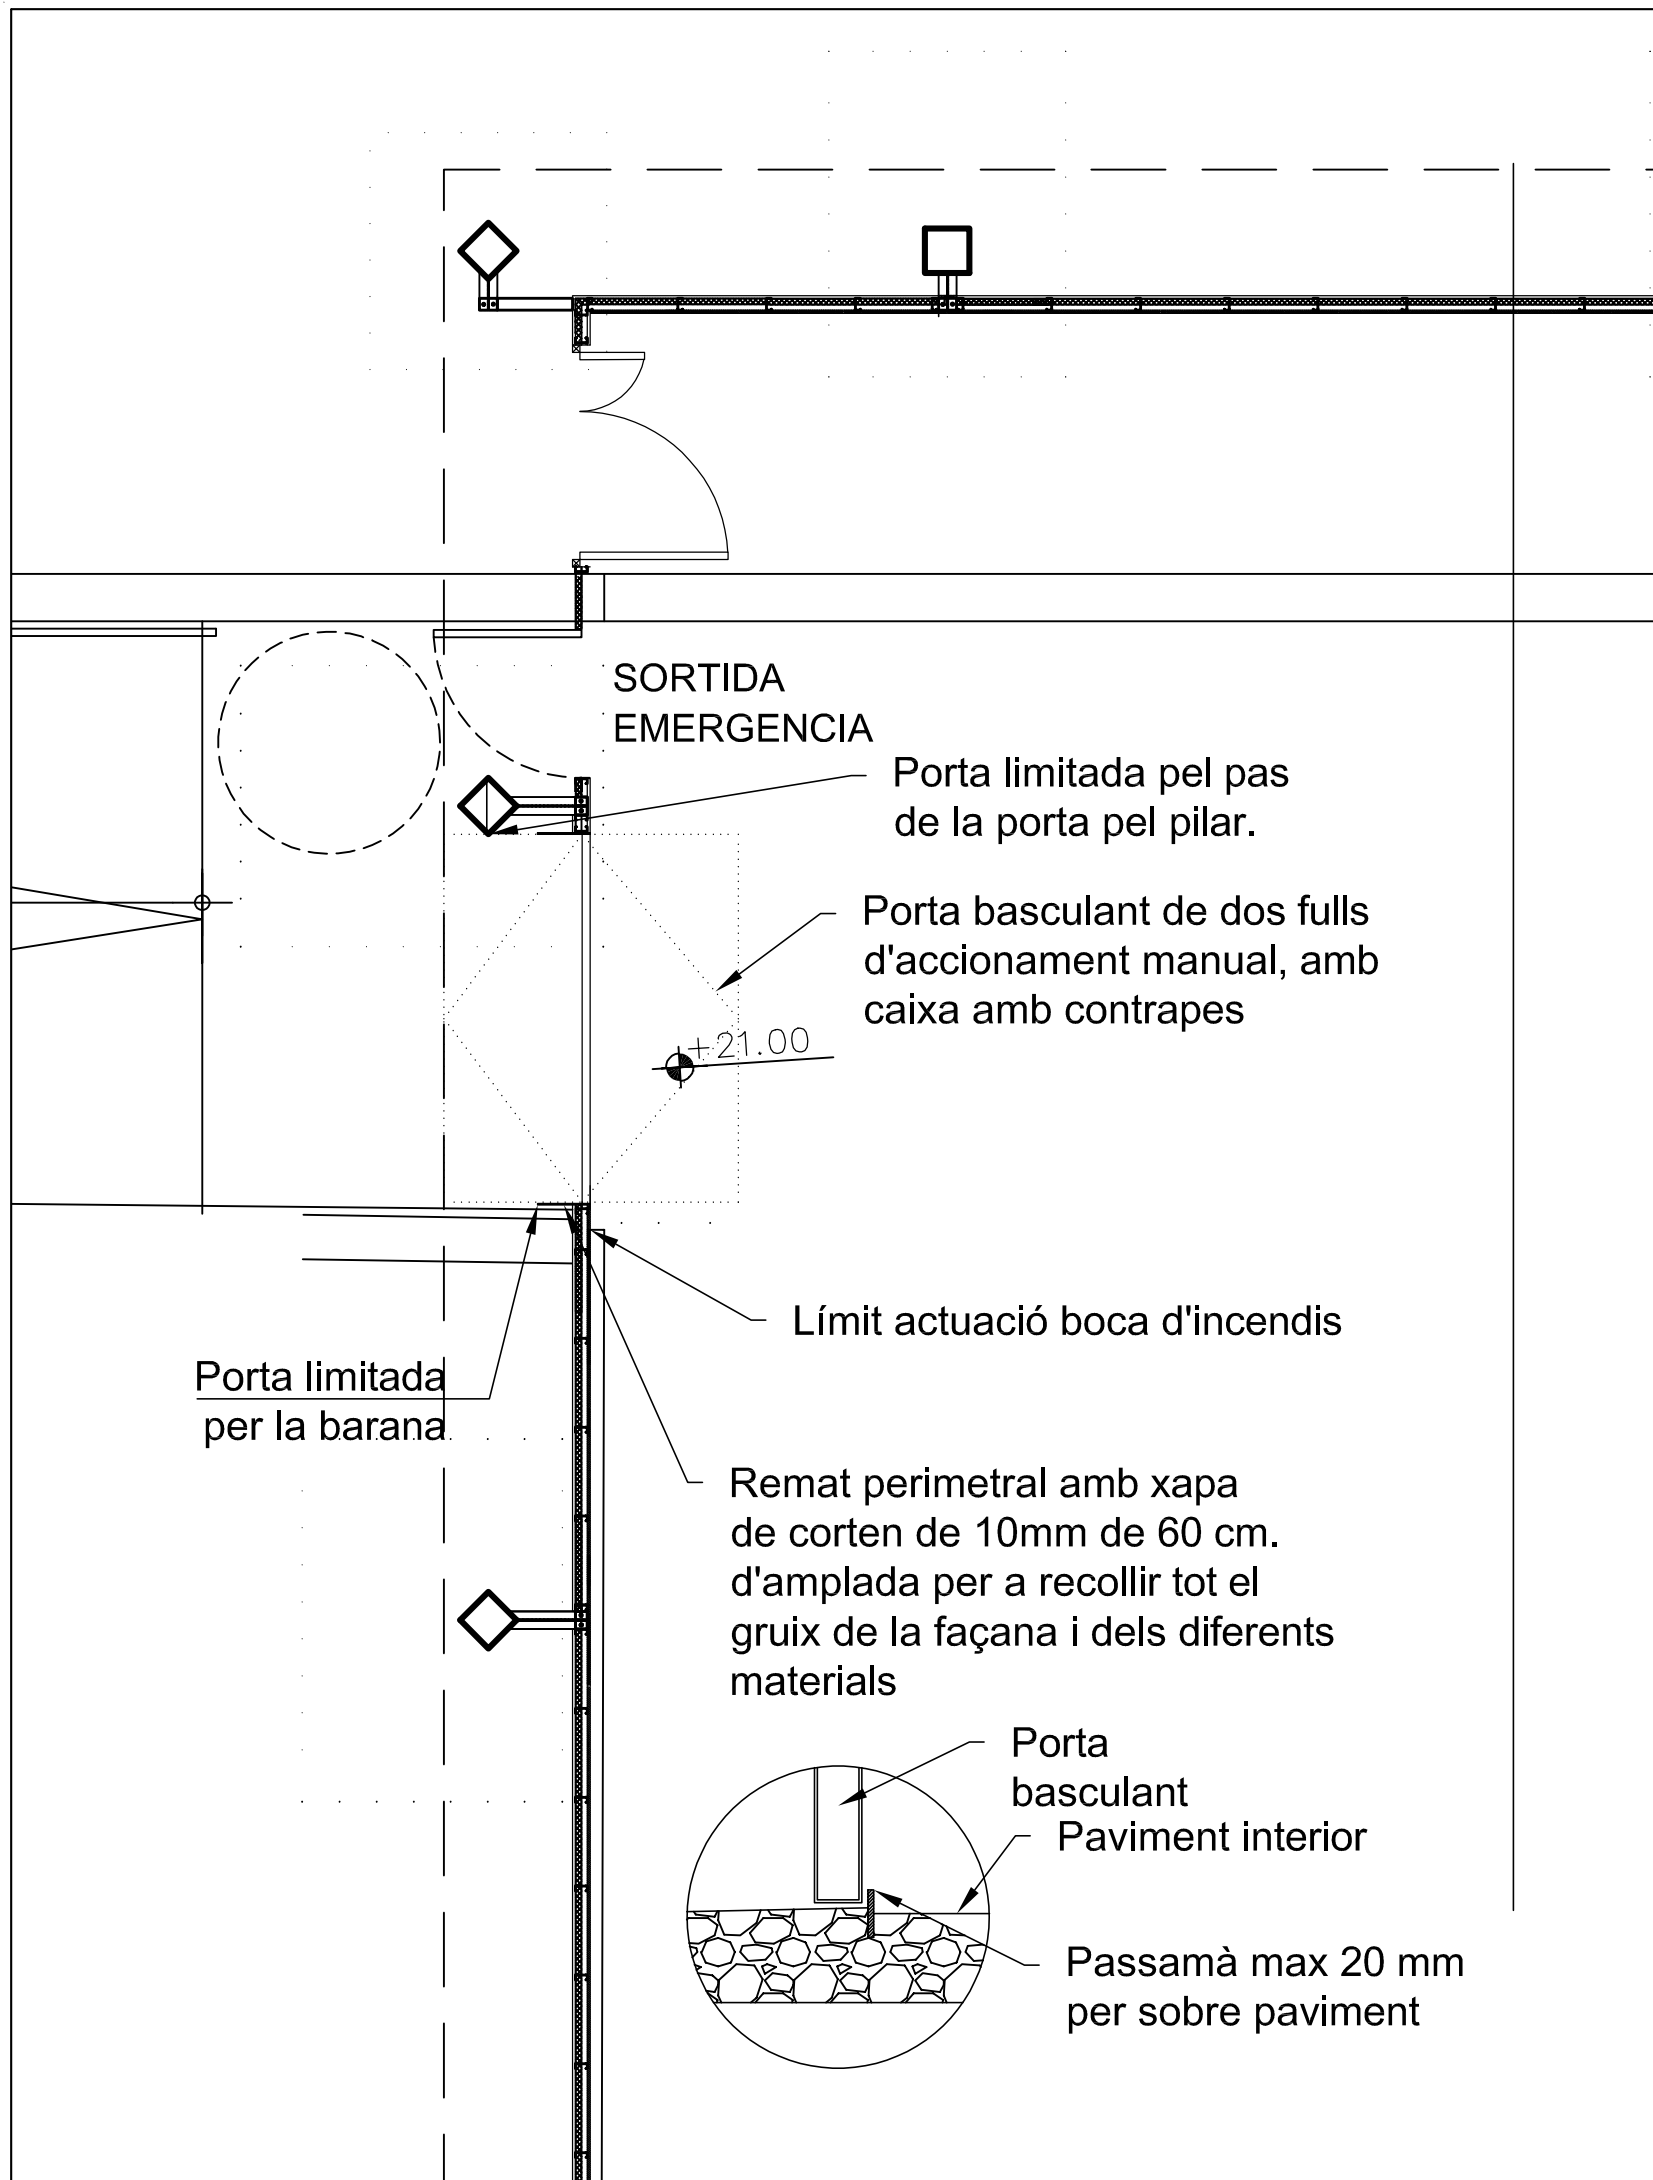 SORTIDA
EMERGENCIA
Porta limitada pel pas
de la porta pel pilar.
Porta basculant de dos fulls
d'accionament manual, amb
caixa amb contrapes
+21.00
Límit actuació boca d'incendis
Porta limitada
per la barana
Remat perimetral amb xapa
de corten de 10mm de 60 cm.
d'amplada per a recollir tot el
gruix de la façana i dels diferents
materials
Porta
basculant
Paviment interior
Passamà max 20 mm
per sobre paviment